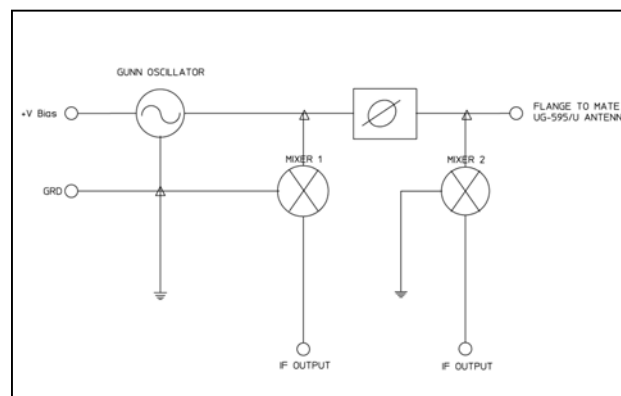 GUNN OSCILLATOR
+V Bias
FLANGE TO MATE
UG-595/U ANTENN
MIXER 1
MIXER 2
GRD
IF OUTPUT
IF OUTPUT